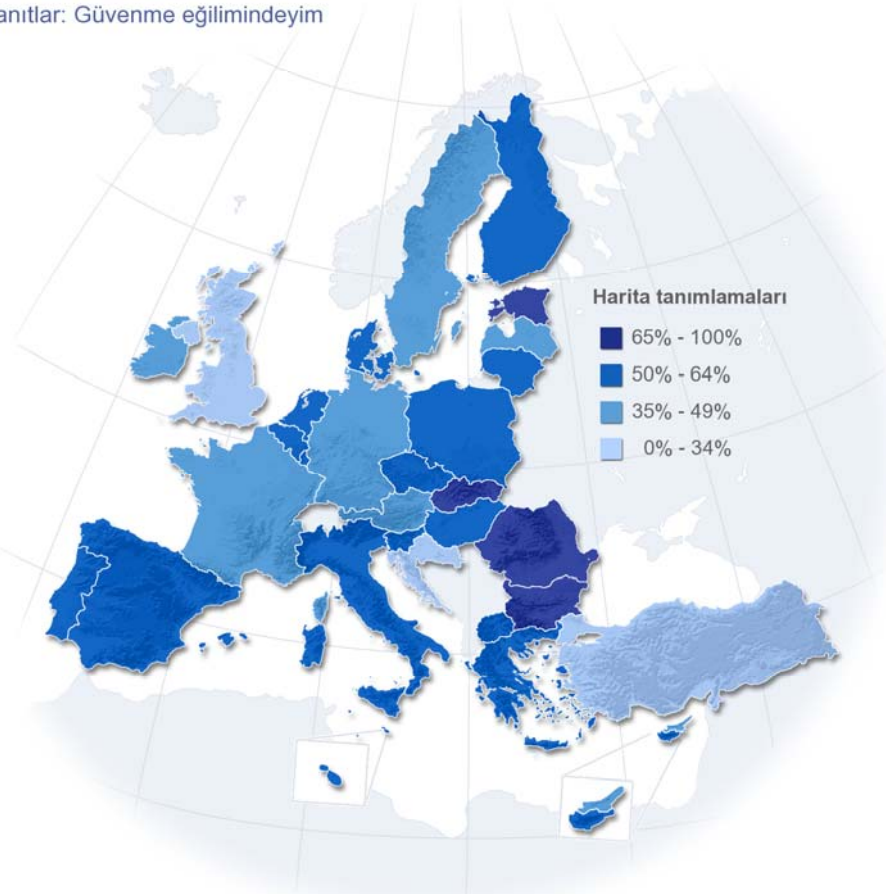 anıtlar: Güvenme eğilimindeyim
Harita tanımlamaları
65% - 100%
50% - 64%
35% - 49%
0% - 34%